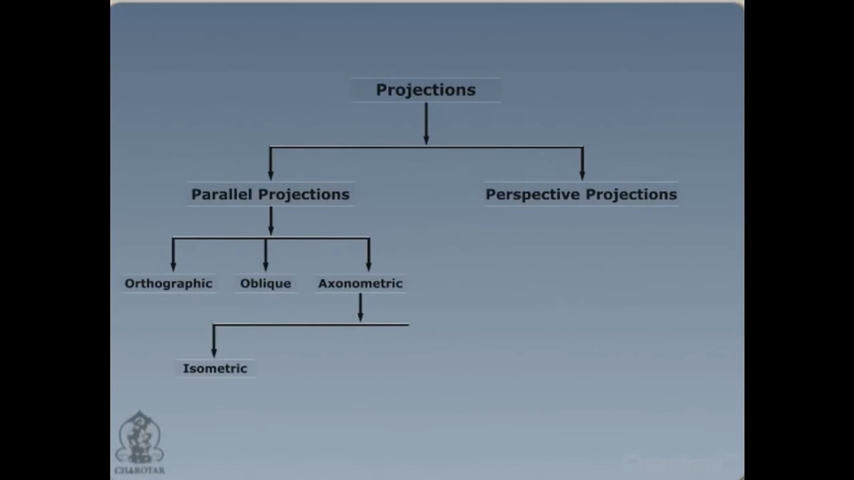 Projections
Parallel Projections
Perspective Projections
Orthographic
Oblique
Axonometric
Isometric
CHAROTAR